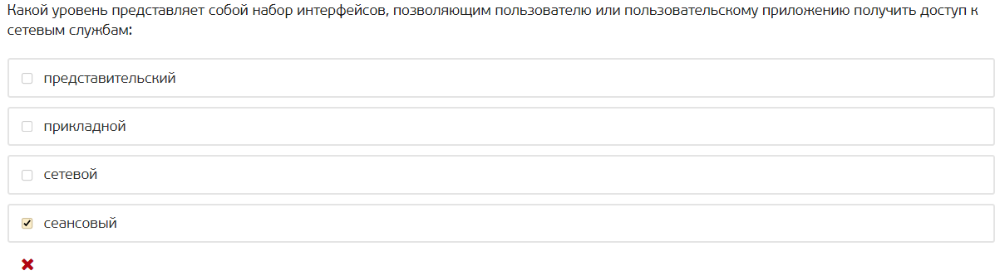 Какой уровень представляет собой набор интерфейсов, позволяющим пользователю или пользовательскому приложению получить доступ к
сетевым службам:
представительский
прикладной
сетевой
сеансовый